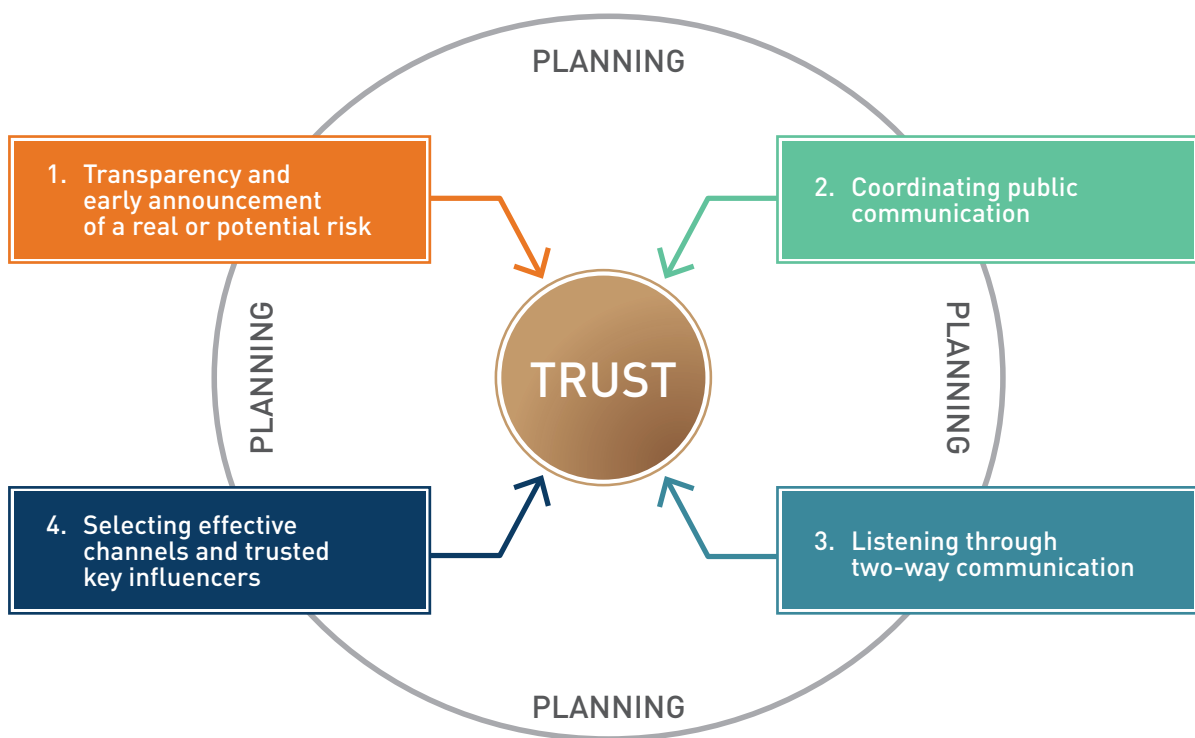 PLANNING
1. Transparency and
early announcement
of a real or potential risk
2. Coordinating public
communication
PLANNING
TRUST
PLANNING
4. Selecting effective
channels and trusted
key influencers
3. Listening through
two-way communication
PLANNING